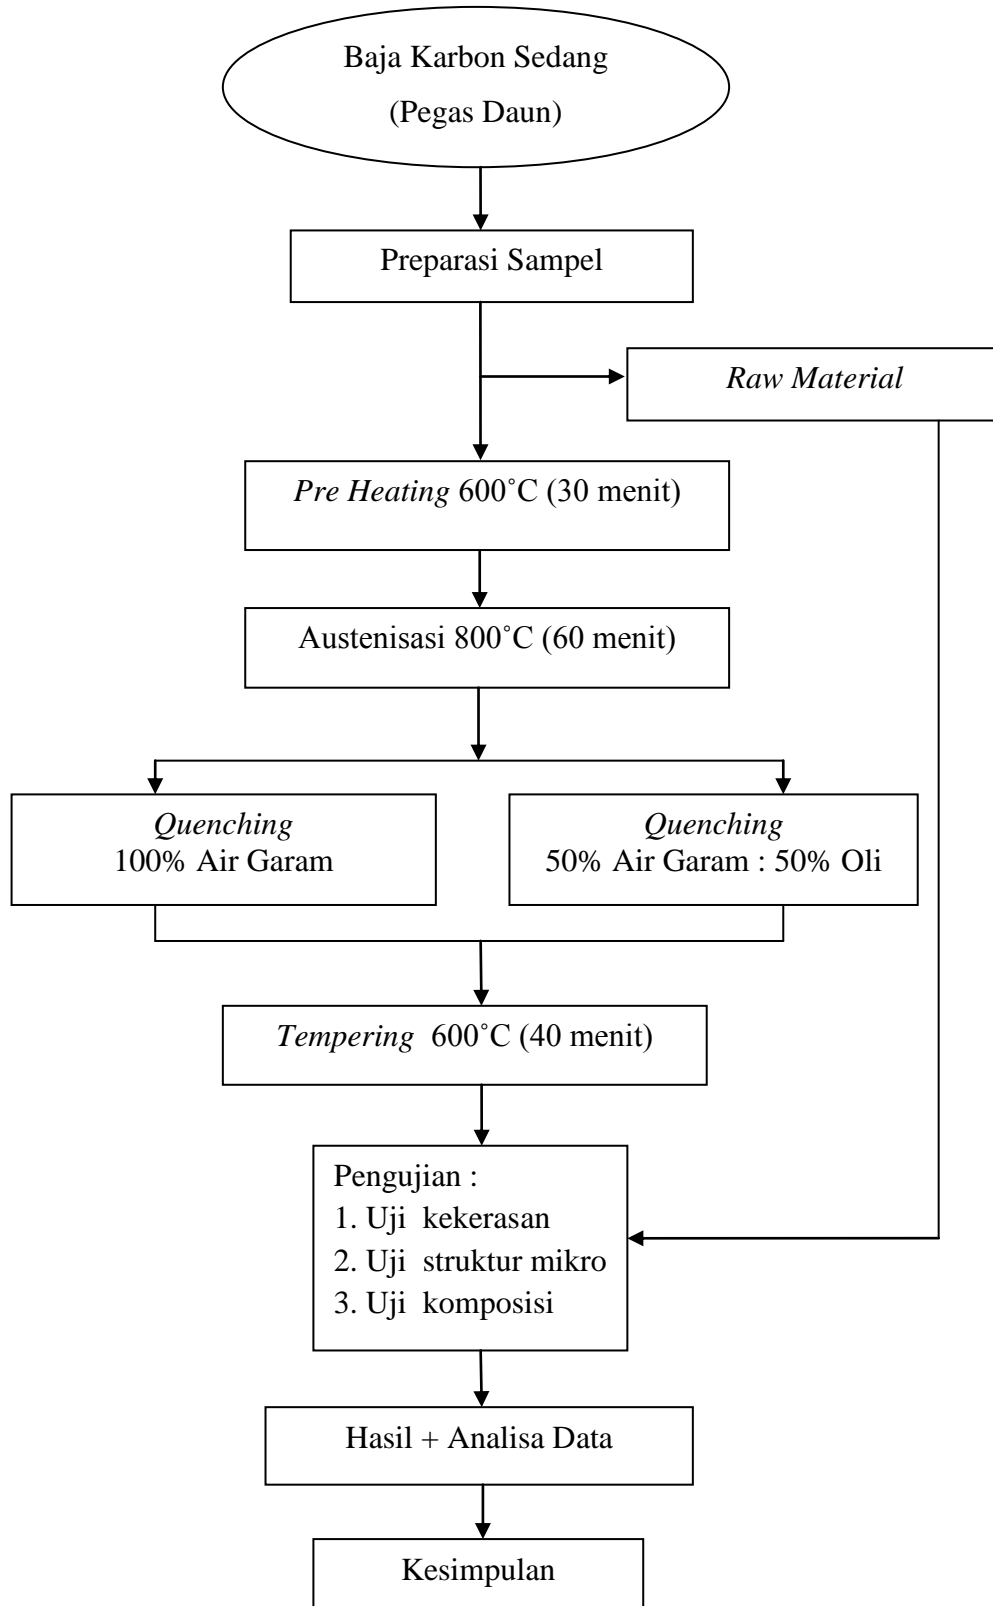 Baja Karbon Sedang
(Pegas Daun)
Preparasi Sampel
Raw Material
Pre Heating 600˚C (30 menit)
Austenisasi 800˚C (60 menit)
Quenching
100% Air Garam
Quenching
50% Air Garam : 50% Oli
Tempering 600˚C (40 menit)
Pengujian :
1. Uji kekerasan
2. Uji struktur mikro
3. Uji komposisi
Hasil + Analisa Data
Kesimpulan